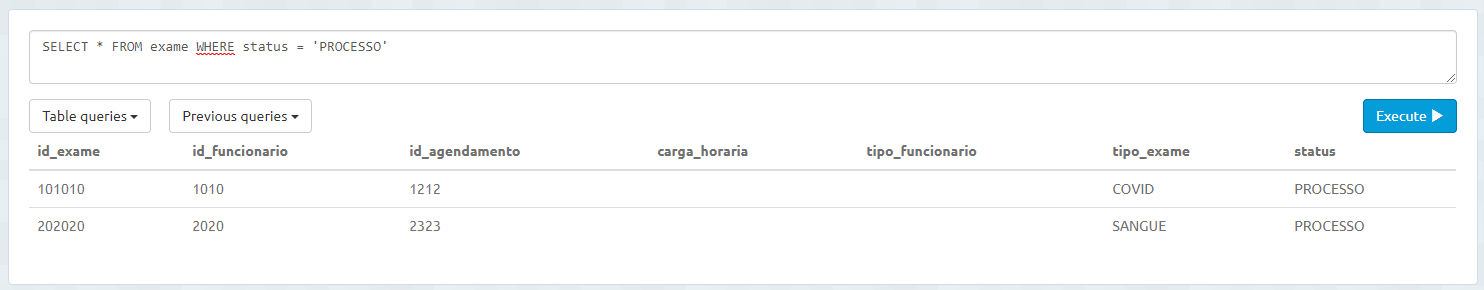 SELECT * FROM exame WHERE status = 'PROCESSO'
Table queries Previous queries Execute
id_exame id_funcionario id_agendamento carga_horaria tipo_funcionario tipo_exame status
101010 1010 1212 COVID PROCESSO
202020 2020 2323 SANGUE PROCESSO